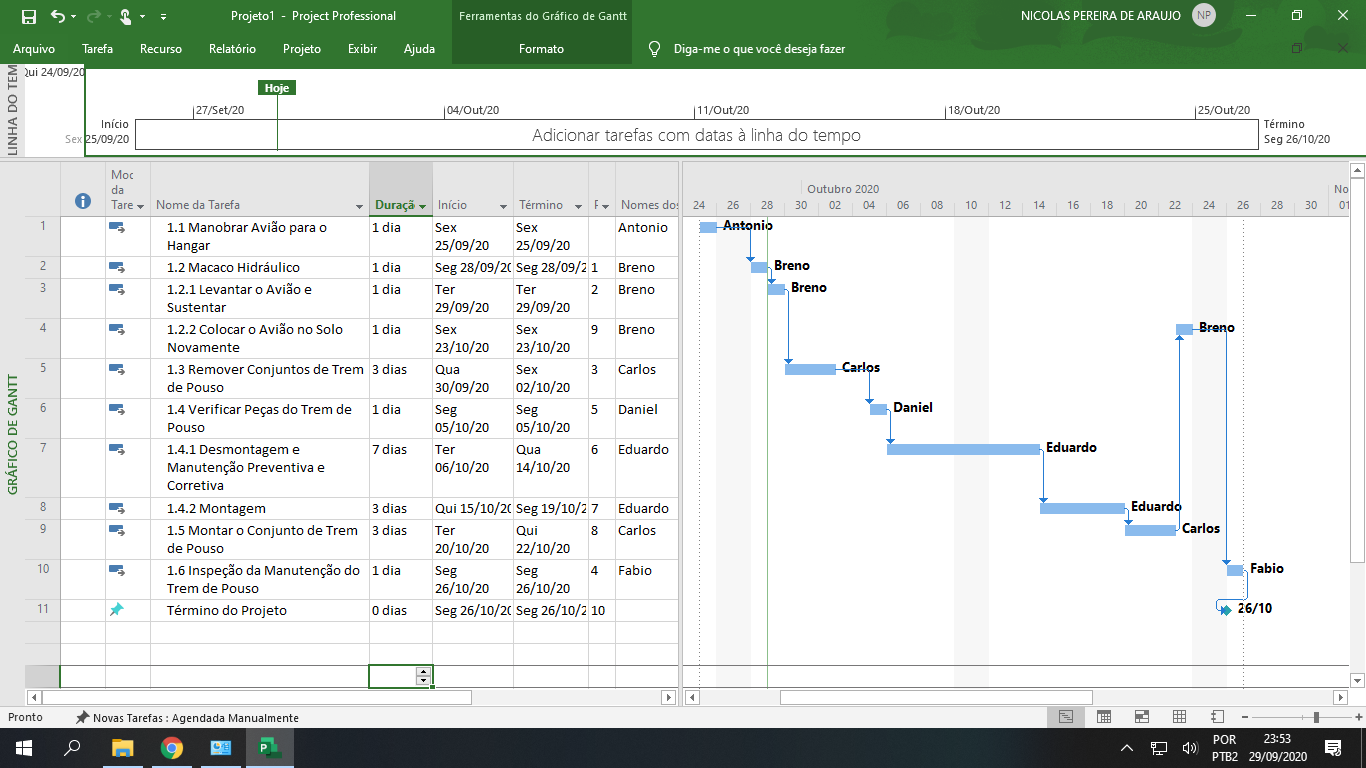 Projeto1 - Project Professional
Ferramentas do Gráfico de Gantt
NICOLAS PEREIRA DE ARAUJO
NP
Arquivo Tarefa Recurso Relatório Projeto Exibir Ajuda Formato Diga-me o que você deseja fazer
LINHA DO TEM
Qui 24/09/20
Hoje
27/Set/20 04/Out/20 11/Out/20 18/Out/20 25/Out/20
Início
Sex 25/09/20
Adicionar tarefas com datas à linha do tempo
Término
Seg 26/10/20
GRÁFICO DE GANTT
Moc
da
Tare
Nome da Tarefa
Duraçã
Início
Término
Nomes dos
Outubro 2020
No
24 26 28 30 02 04 06 08 10 12 14 16 18 20 22 24 26 28 30 01
1 1.1 Manobrar Avião para o 1 dia Sex Sex Antonio
Hangar 25/09/20 25/09/20
2 1.2 Macaco Hidráulico 1 dia Seg 28/09/20 Seg 28/09/2 1 Breno
3 1.2.1 Levantar o Avião e 1 dia Ter Ter 2 Breno
Sustentar 29/09/20 29/09/20
4 1.2.2 Colocar o Avião no Solo 1 dia Sex Sex 9 Breno
Novamente 23/10/20 23/10/20
5 1.3 Remover Conjuntos de Trem 3 dias Qua Sex 3 Carlos
de Pouso 30/09/20 02/10/20
6 1.4 Verificar Peças do Trem de 1 dia Seg Seg 5 Daniel
Pouso 05/10/20 05/10/20
7 1.4.1 Desmontagem e 7 dias Ter Qua 6 Eduardo
Manutenção Preventiva e 06/10/20 14/10/20
Corretiva
8 1.4.2 Montagem 3 dias Qui 15/10/20 Seg 19/10/2 7 Eduardo
9 1.5 Montar o Conjunto de Trem 3 dias Ter Qui 8 Carlos
de Pouso 20/10/20 22/10/20
10 1.6 Inspeção da Manutenção do 1 dia Seg Seg 4 Fabio
Trem de Pouso 26/10/20 26/10/20
11 Término do Projeto 0 dias Seg 26/10/20 Seg 26/10/2 10
Antonio
Breno
Breno
Breno
Carlos
Daniel
Eduardo
Eduardo
Carlos
Fabio
26/10
Pronto Novas Tarefas : Agendada Manualmente
POR
PTB2
23:53
29/09/2020